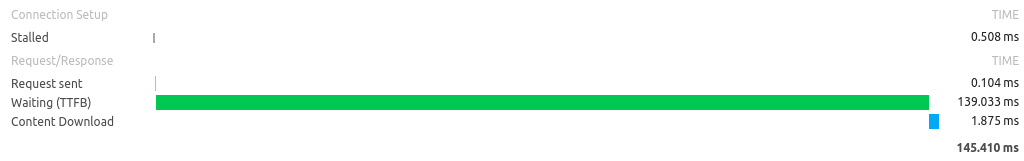 Connection Setup TIME
Stalled 0.508 ms
Request/Response TIME
Request sent 0.104 ms
Waiting (TTFB) 139.033 ms
Content Download 1.875 ms
145.410 ms